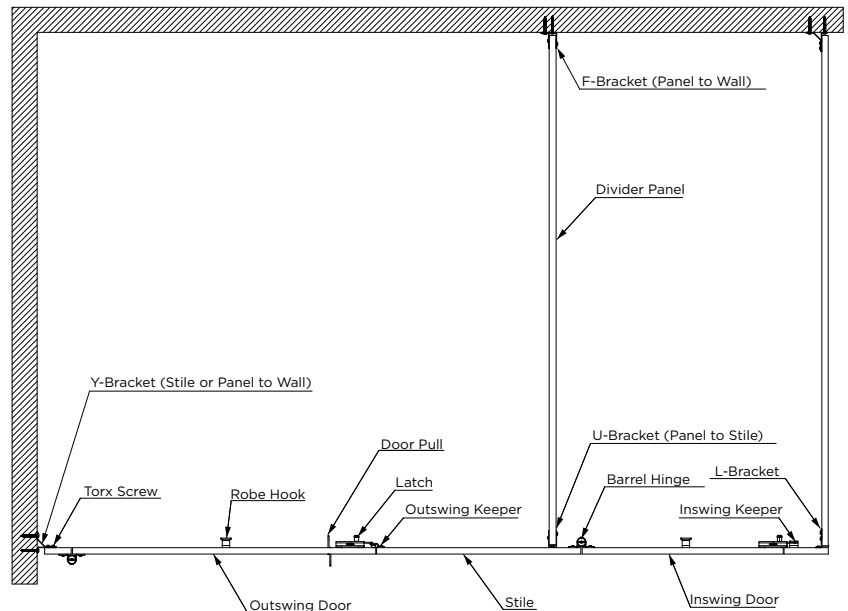 F-Bracket (Panel to Wall)
Divider Panel
Y-Bracket (Stile or Panel to Wall)
U-Bracket (Panel to Stile)
Door Pull
L-Bracket
Barrel Hinge
Latch
Torx Screw
Robe Hook
Outswing Keeper
Inswing Keeper
Outswing Door
Stile
Inswing Door